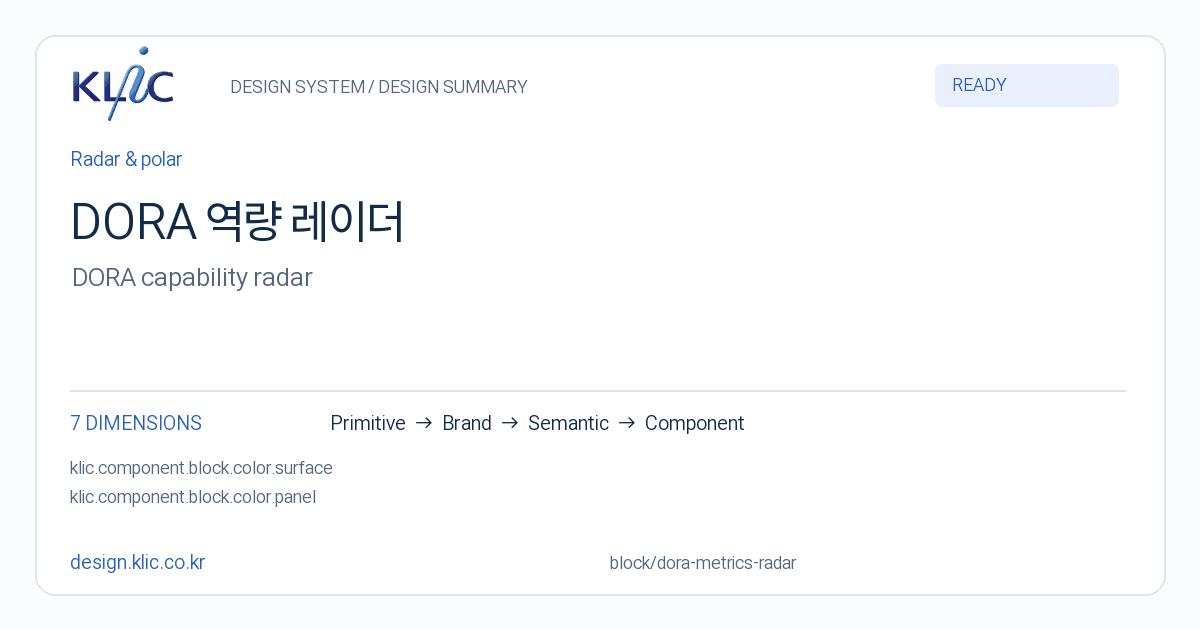 KLIC
DESIGN SYSTEM / DESIGN SUMMARY
READY
Radar & polar
DORA 역량 레이더
DORA capability radar
7 DIMENSIONS
Primitive → Brand → Semantic → Component
klic.component.block.color.surface
klic.component.block.color.panel
design.klic.co.kr
block/dora-metrics-radar